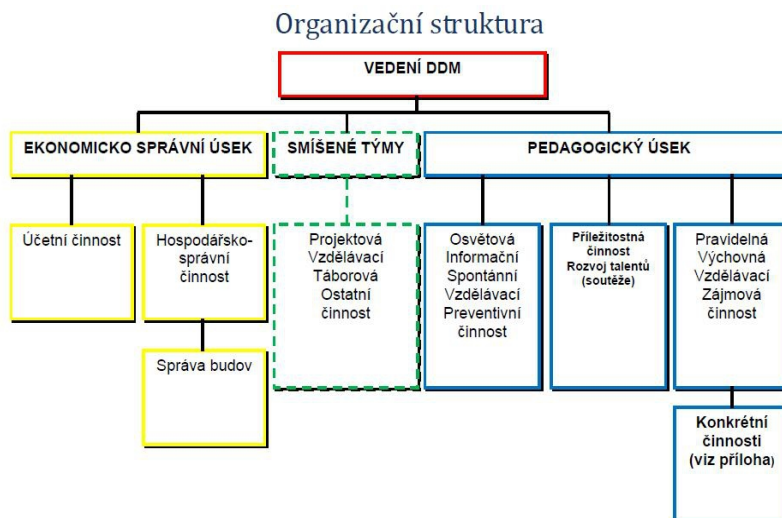 Organizační struktura
VEDENÍ DDM
EKONOMICKO SPRÁVNÍ ÚSEK
SMÍŠENÉ TÝMY
PEDAGOGICKÝ ÚSEK
Účetní činnost
Hospodářsko-
správní
činnost
Projektová
Vzdělávací
Táborová
Ostatní
činnost
Osvětová
Informační
Spontánní
Vzdělávací
Preventivní
činnost
Příležitostná
činnost
Rozvoj talentů
(soutěže)
Pravidelná
Výchovná
Vzdělávací
Zájmová
činnost
Správa budov
Konkrétní
činnosti
(viz příloha)